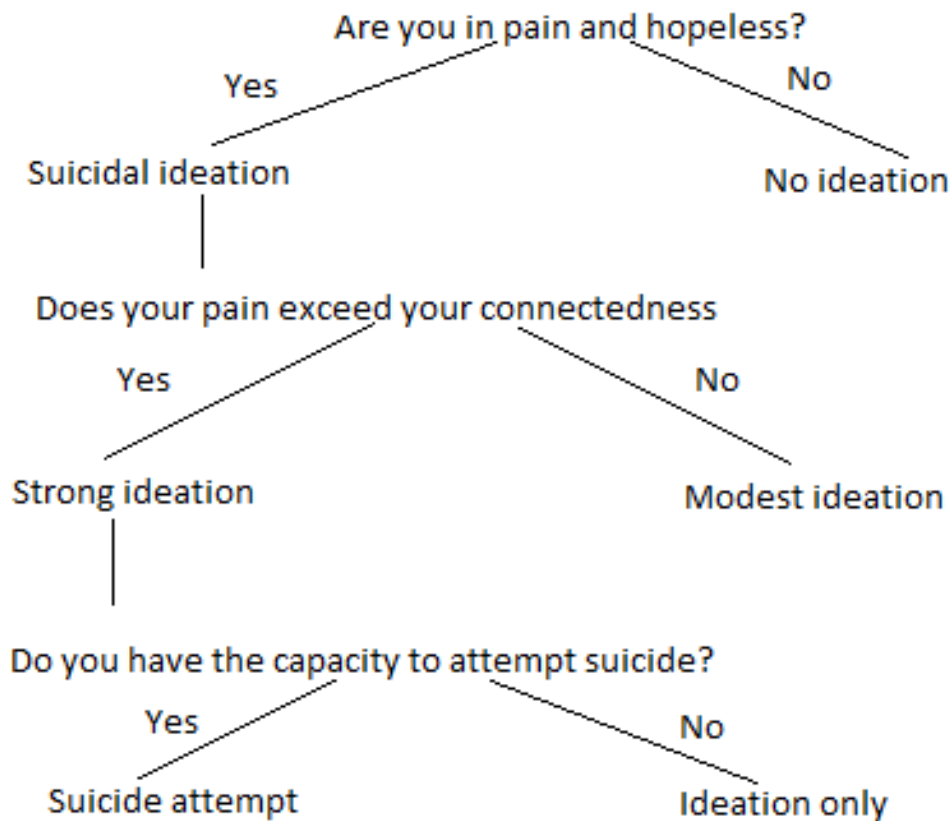 Are you in pain and hopeless?
Yes
No
Suicidal ideation
No ideation
Does your pain exceed your connectedness
Yes
No
Strong ideation
Modest ideation
Do you have the capacity to attempt suicide?
Yes
No
Suicide attempt
Ideation only